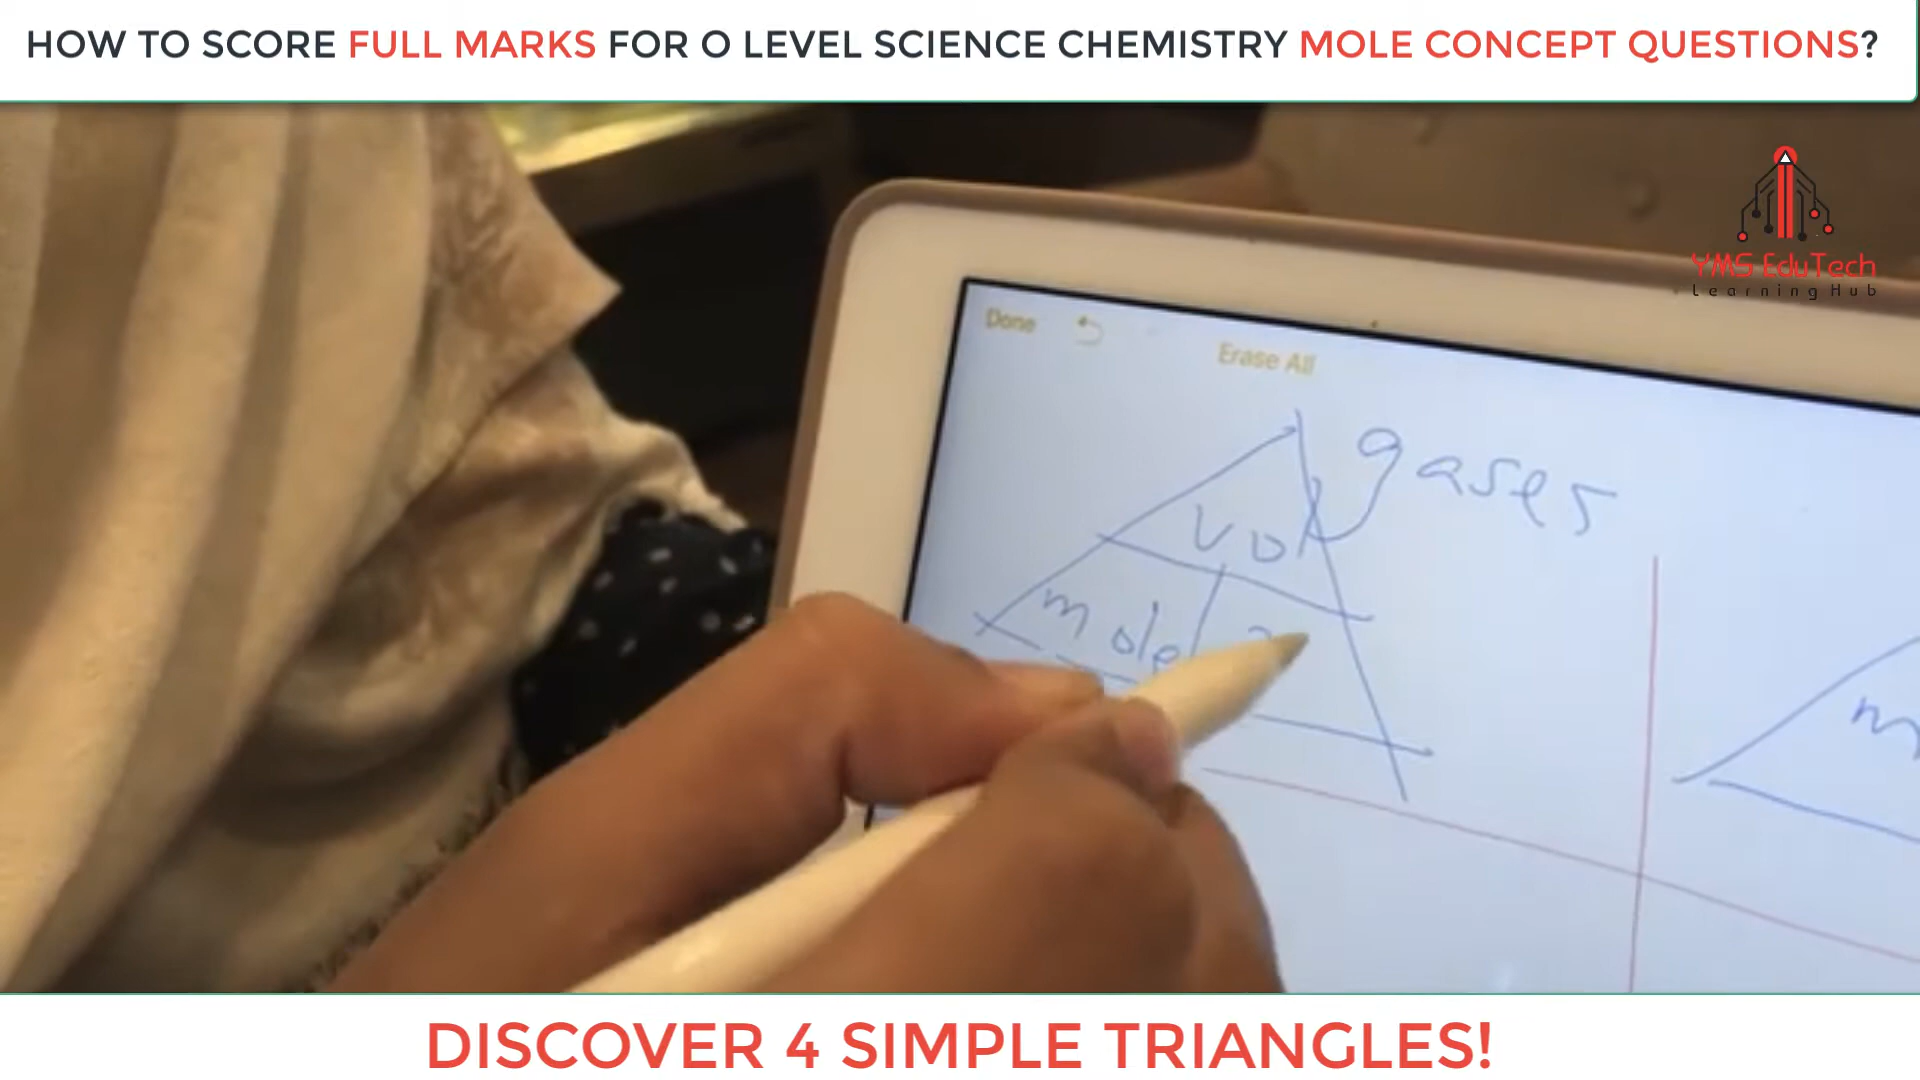 HOW TO SCORE FULL MARKS FOR O LEVEL SCIENCE CHEMISTRY MOLE CONCEPT QUESTIONS?
YMS EduTech
Learning Hub
Done
Erase All
gases
vol
mole
m
DISCOVER 4 SIMPLE TRIANGLES!